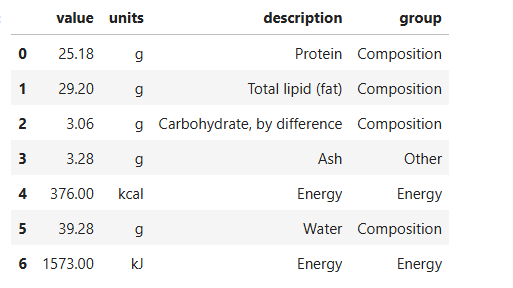 value units description group
0 25.18 g Protein Composition
1 29.20 g Total lipid (fat) Composition
2 3.06 g Carbohydrate, by difference Composition
3 3.28 g Ash Other
4 376.00 kcal Energy Energy
5 39.28 g Water Composition
6 1573.00 kJ Energy Energy